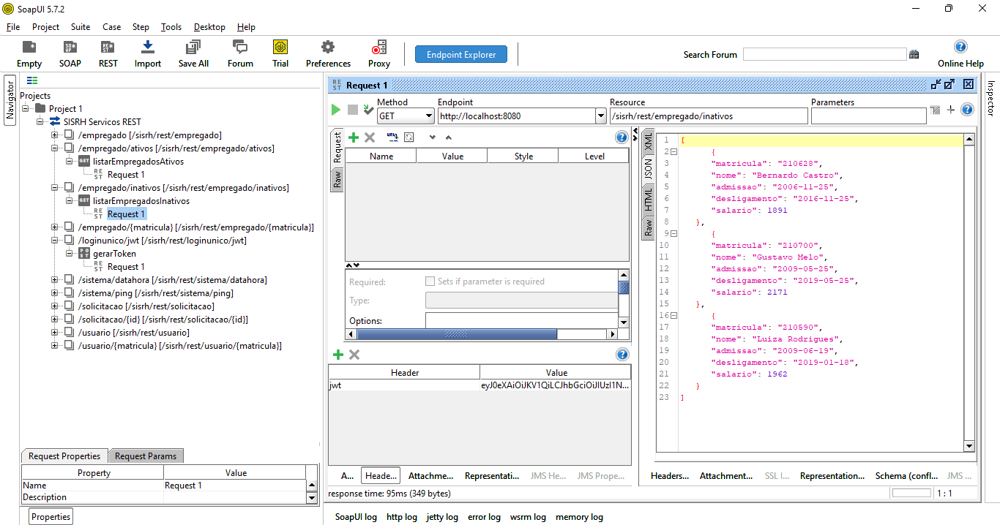 SoapUI 5.7.2
File Project Suite Case Step Tools Desktop Help
Empty SOAP REST Import Save All Forum Trial Preferences Proxy Endpoint Explorer Search Forum Online Help
Navigator
Projects
Project 1
SISRH Servicos REST
/empregado [/sisrh/rest/empregado]
/empregado/ativos [/sisrh/rest/empregado/ativos]
GET listarEmpregadosAtivos
REST Request 1
/empregado/inativos [/sisrh/rest/empregado/inativos]
GET listarEmpregadosInativos
REST Request 1
/empregado/{matricula} [/sisrh/rest/empregado/{matricula}]
/loginunico/jwt [/sisrh/rest/loginunico/jwt]
POST gerarToken
REST Request 1
/sistema/datahora [/sisrh/rest/sistema/datahora]
/sistema/ping [/sisrh/rest/sistema/ping]
/solicitacao [/sisrh/rest/solicitacao]
/solicitacao/{id} [/sisrh/rest/solicitacao/{id}]
/usuario [/sisrh/rest/usuario]
/usuario/{matricula} [/sisrh/rest/usuario/{matricula}]
Request Properties Request Params
Property Value
Name Request 1
Description
Properties
REST Request 1
Method Endpoint Resource Parameters
GET http://localhost:8080 /sisrh/rest/empregado/inativos
Request
Raw
Name Value Style Level
Required: Sets if parameter is required
Type:
Options:
Header Value
jwt eyJ0eXAiOiJKV1QiLCJhbGciOiJIUzI1N...
A... Heade... Attachme... Representati... JMS He... JMS Prope...
response time: 95ms (349 bytes)
XML
JSON
HTML
Raw
1 [
2 {
3 "matricula": "210628",
4 "nome": "Bernardo Castro",
5 "admissao": "2006-11-25",
6 "desligamento": "2016-11-25",
7 "salario": 1891
8 },
9 {
10 "matricula": "210700",
11 "nome": "Gustavo Melo",
12 "admissao": "2009-05-25",
13 "desligamento": "2019-05-25",
14 "salario": 2171
15 },
16 {
17 "matricula": "210590",
18 "nome": "Luiza Rodrigues",
19 "admissao": "2009-06-19",
20 "desligamento": "2019-01-18",
21 "salario": 1962
22 }
23 ]
Headers... Attachment... SSL I... Representation... Schema (confl... JMS ...
1 : 1
Inspector
SoapUI log http log jetty log error log wsrm log memory log